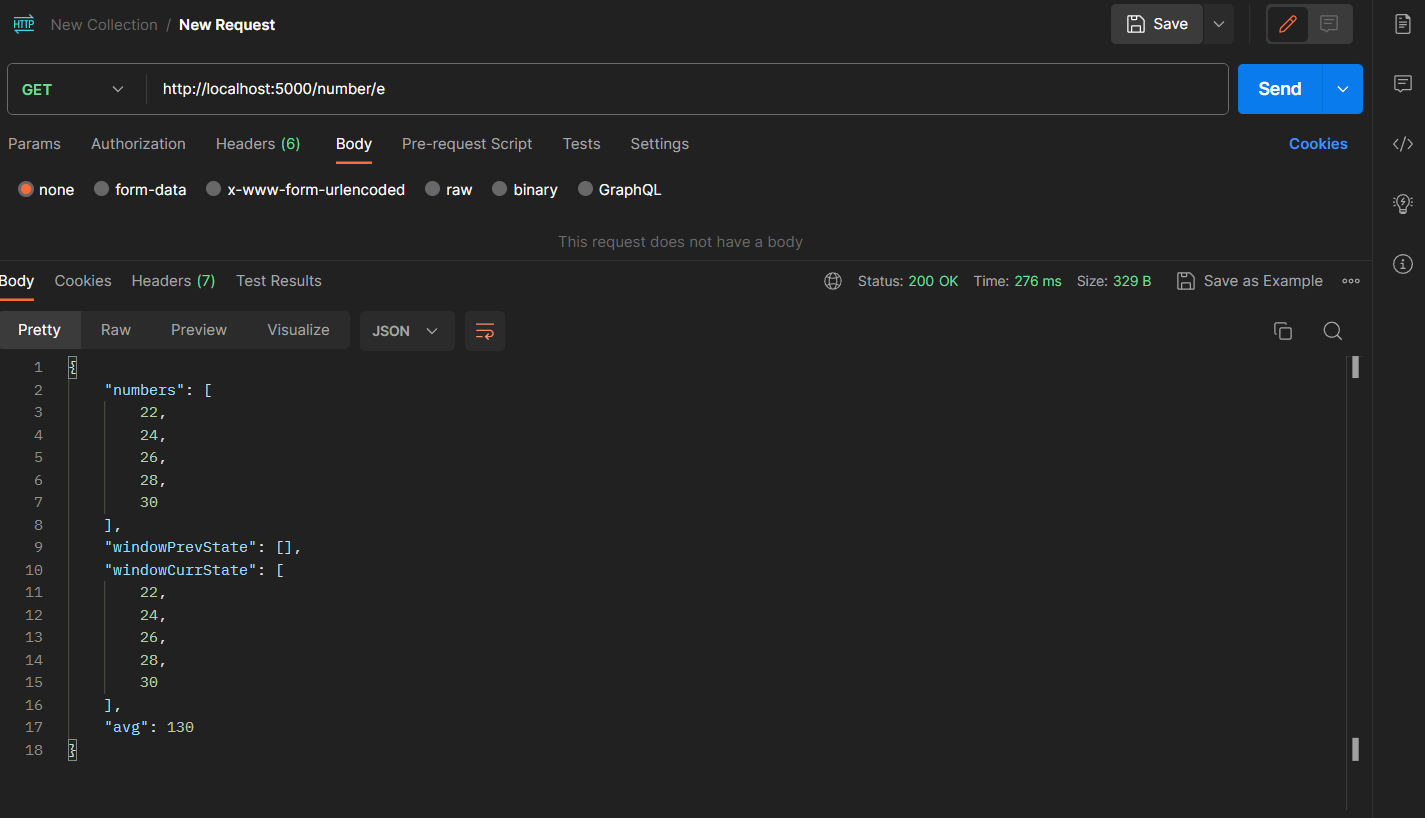 HTTP New Collection / New Request Save
GET http://localhost:5000/number/e Send
Params Authorization Headers (6) Body Pre-request Script Tests Settings Cookies
none form-data x-www-form-urlencoded raw binary GraphQL
This request does not have a body
Body Cookies Headers (7) Test Results Status: 200 OK Time: 276 ms Size: 329 B Save as Example
Pretty Raw Preview Visualize JSON
1 {
2 "numbers": [
3 22,
4 24,
5 26,
6 28,
7 30
8 ],
9 "windowPrevState": [],
10 "windowCurrState": [
11 22,
12 24,
13 26,
14 28,
15 30
16 ],
17 "avg": 130
18 }